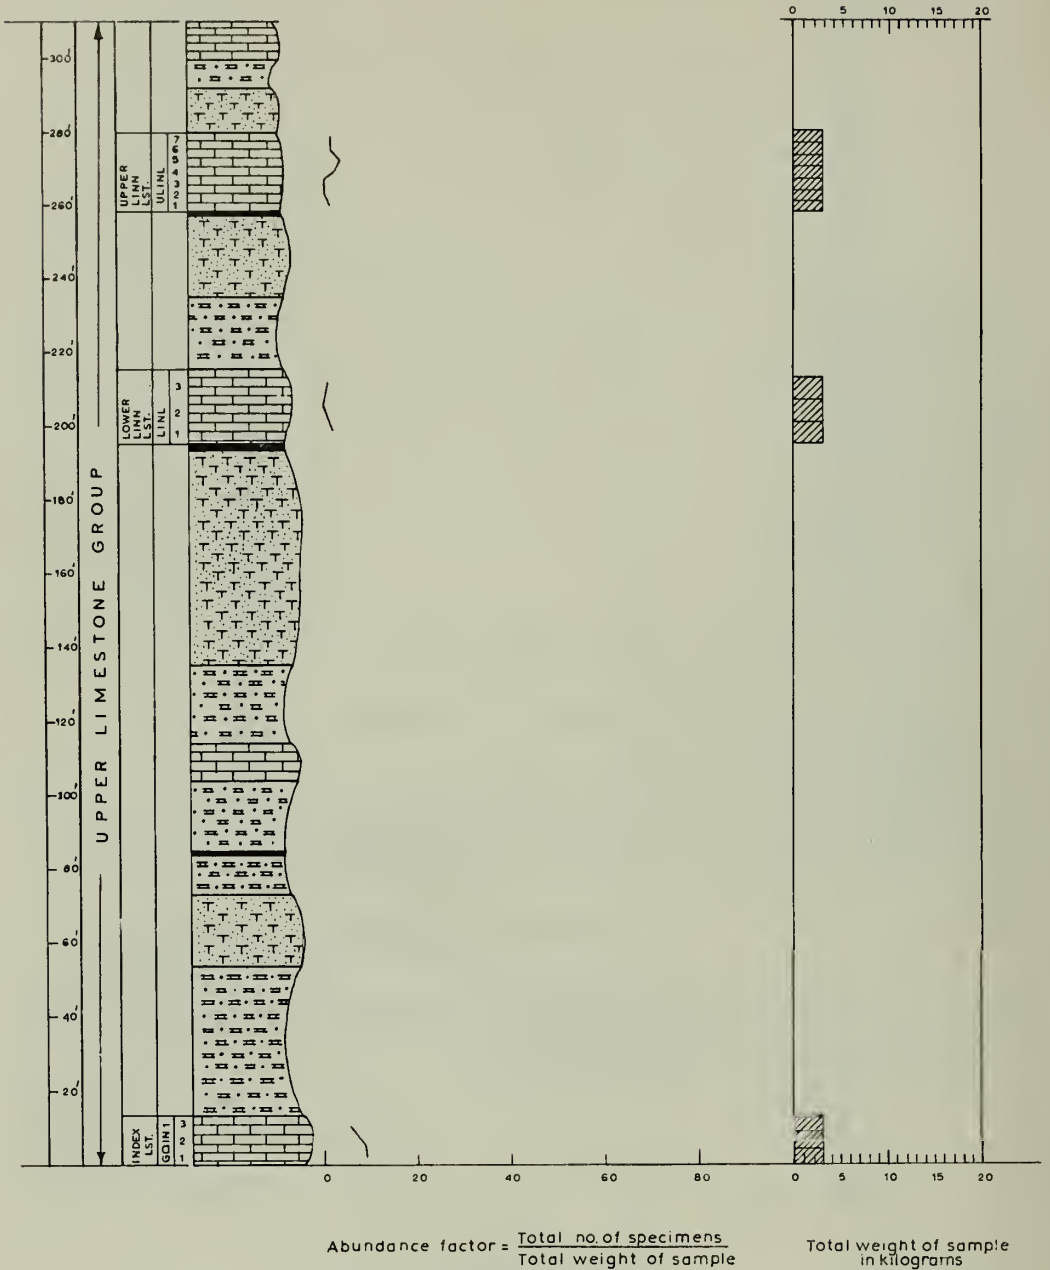 0 5 10 15 20
300'
280'
260'
240'
220'
200'
180'
160'
140'
120'
100'
80'
60'
40'
20'
UPPER LIMESTONE GROUP
UPPER
LINN
LST.
ULINL
7
6
5
4
3
2
1
LOWER
LINN
LST.
LINL
3
2
1
INDEX
LST.
GQIN1
3
2
1
0 20 40 60 80
0 5 10 15 20
Abundance factor = Total no. of specimens
Total weight of sample
Total weight of sample
in kilograms